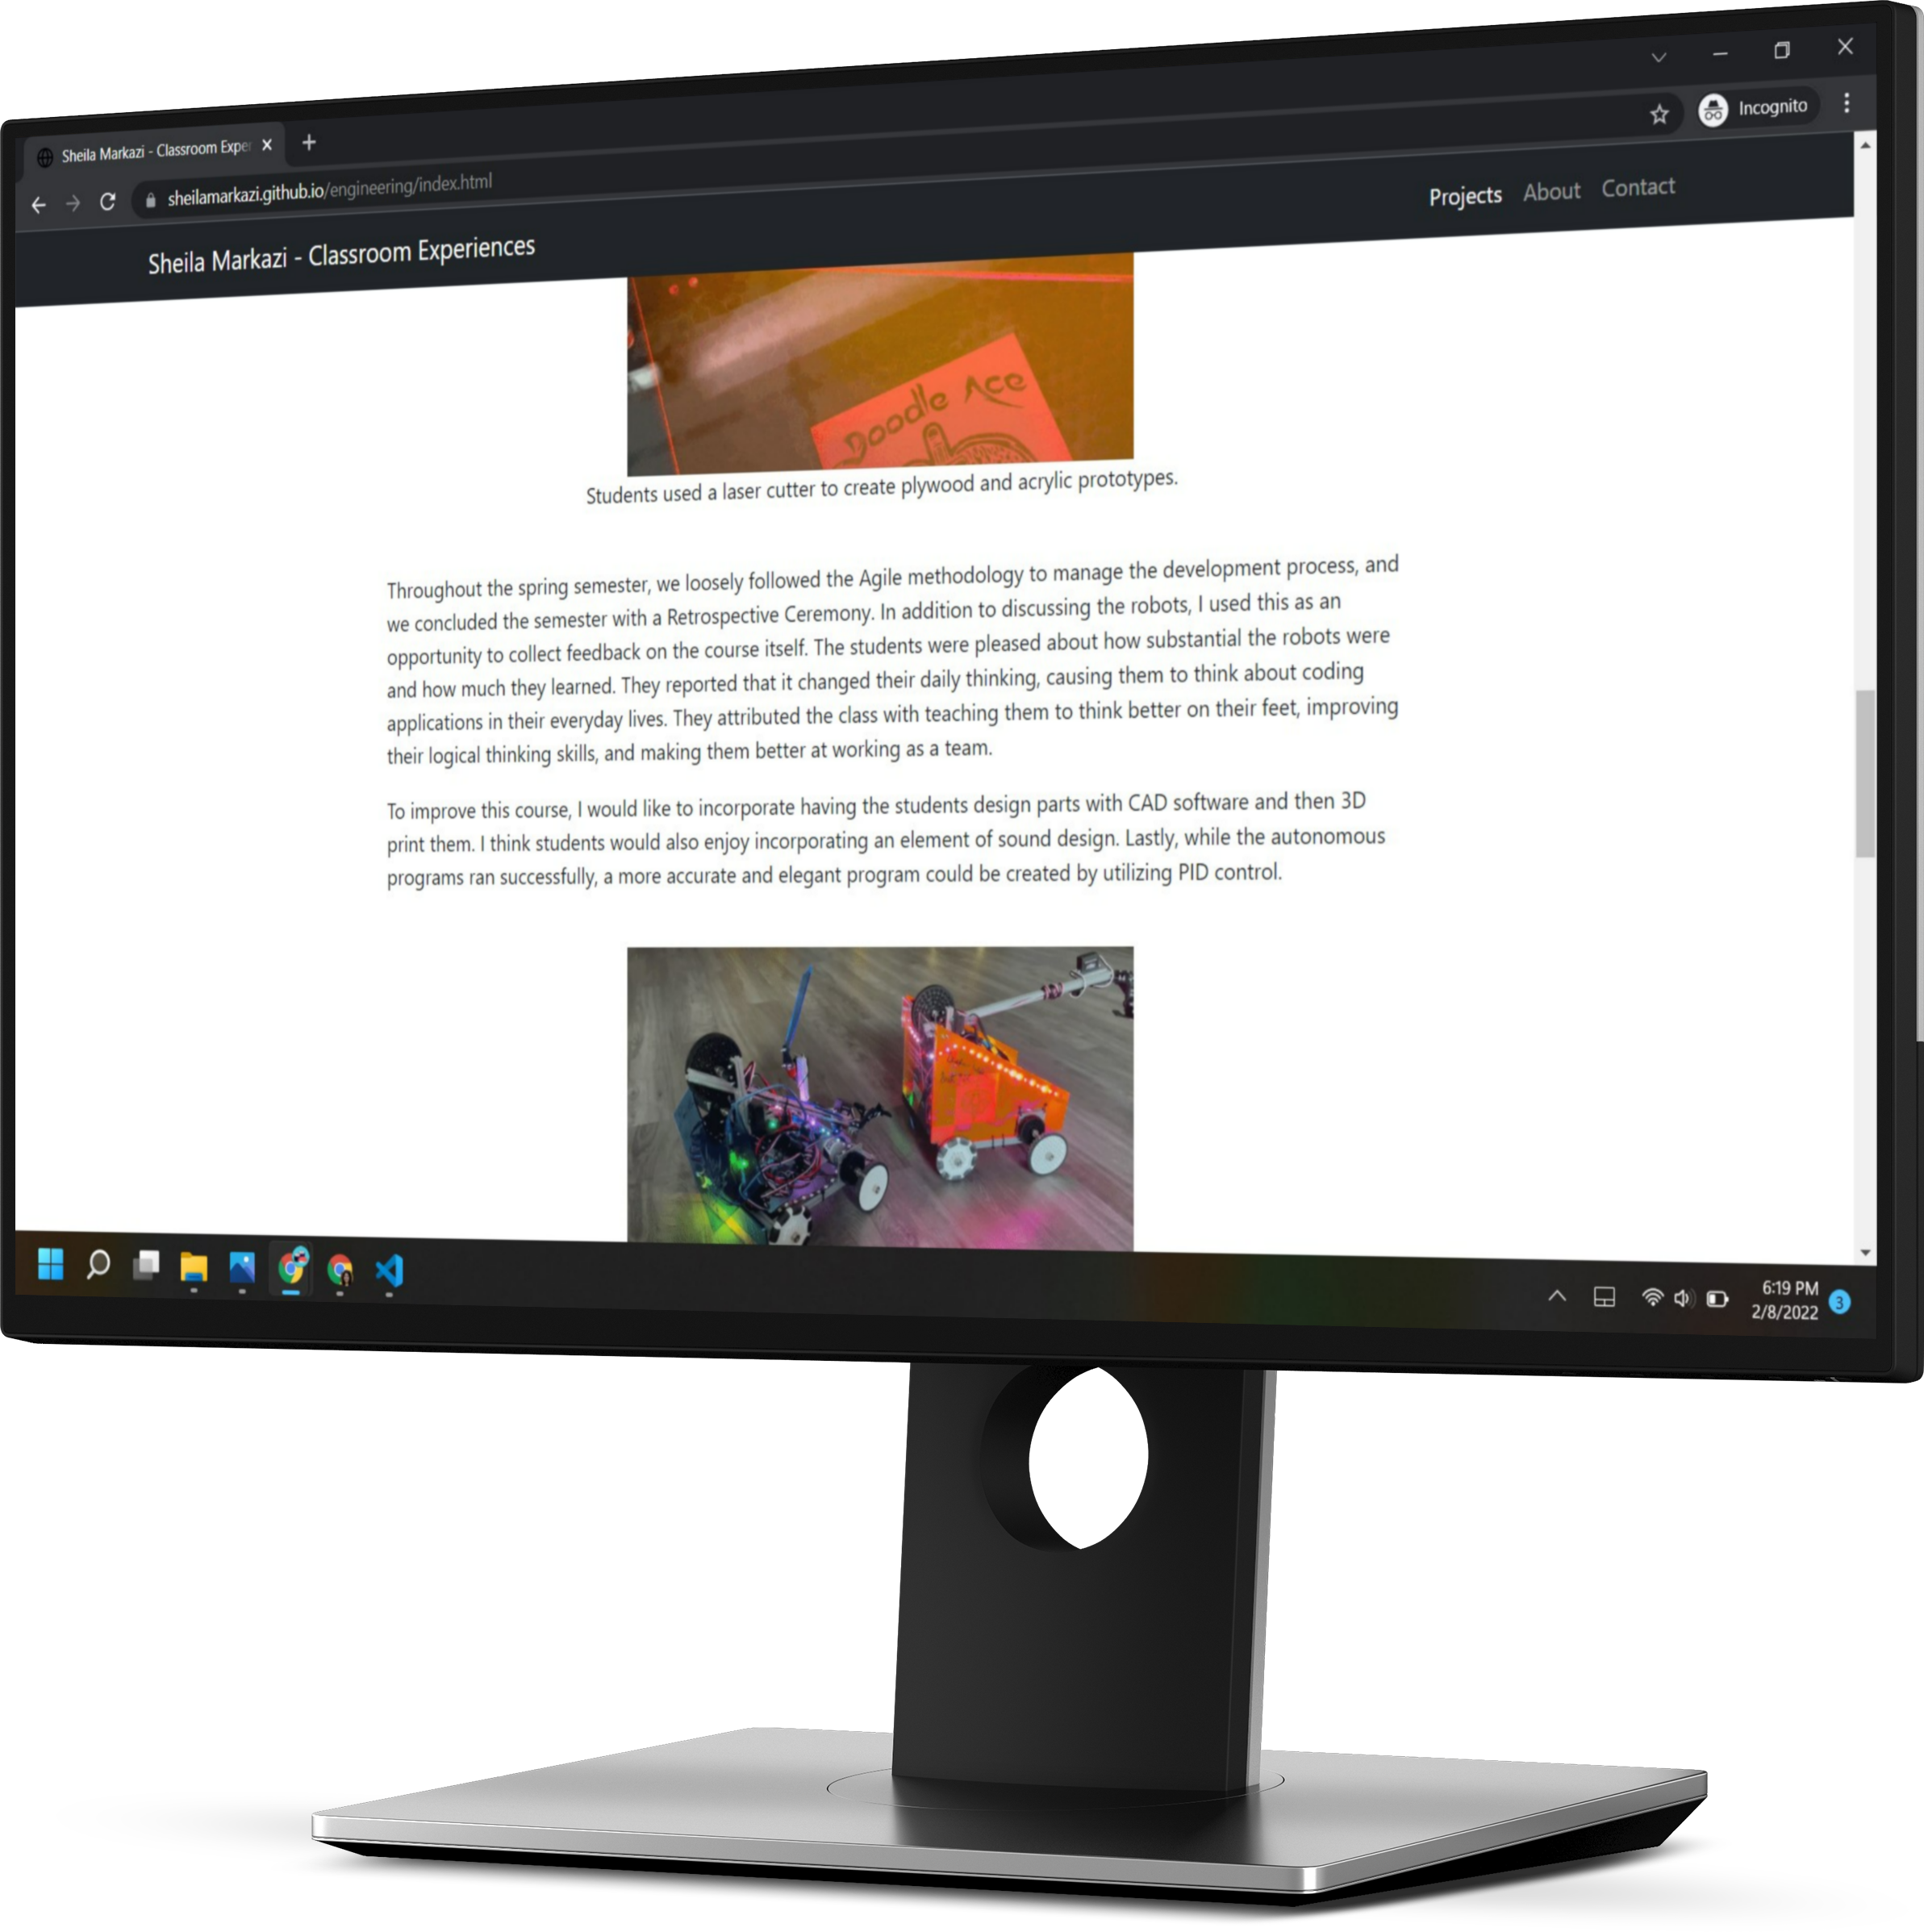 Sheila Markazi - Classroom Exper
Incognito
sheilamarkazi.github.io/engineering/index.html
Sheila Markazi - Classroom Experiences
Projects About Contact
Doodle Ace
Students used a laser cutter to create plywood and acrylic prototypes.
Throughout the spring semester, we loosely followed the Agile methodology to manage the development process, and
we concluded the semester with a Retrospective Ceremony. In addition to discussing the robots, I used this as an
opportunity to collect feedback on the course itself. The students were pleased about how substantial the robots were
and how much they learned. They reported that it changed their daily thinking, causing them to think about coding
applications in their everyday lives. They attributed the class with teaching them to think better on their feet, improving
their logical thinking skills, and making them better at working as a team.
To improve this course, I would like to incorporate having the students design parts with CAD software and then 3D
print them. I think students would also enjoy incorporating an element of sound design. Lastly, while the autonomous
programs ran successfully, a more accurate and elegant program could be created by utilizing PID control.
6:19 PM
2/8/2022
3